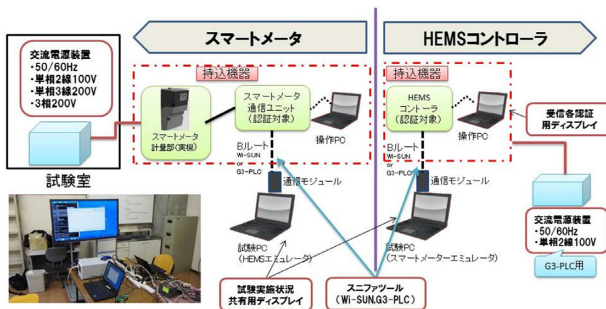 スマートメータ
HEMSコントローラ
交流電源装置
・50/60Hz
・単相2線100V
・単相3線200V
・3相200V
試験室
持込機器
スマートメータ
計量部(実機)
スマートメータ
通信ユニット
(認証対象)
操作PC
Bルート
Wi-SUN
or
G3-PLC
通信モジュール
試験PC
(HEMSエミュレータ)
持込機器
HEMS
コントローラ
(認証対象)
操作PC
Bルート
Wi-SUN
or
G3-PLC
通信モジュール
試験PC
(スマートメーターエミュレータ)
受信各認証
用ディスプレイ
交流電源装置
・50/60Hz
・単相2線100V
G3-PLC用
試験実施状況
共有用ディスプレイ
スニファツール
(Wi-SUN,G3-PLC)